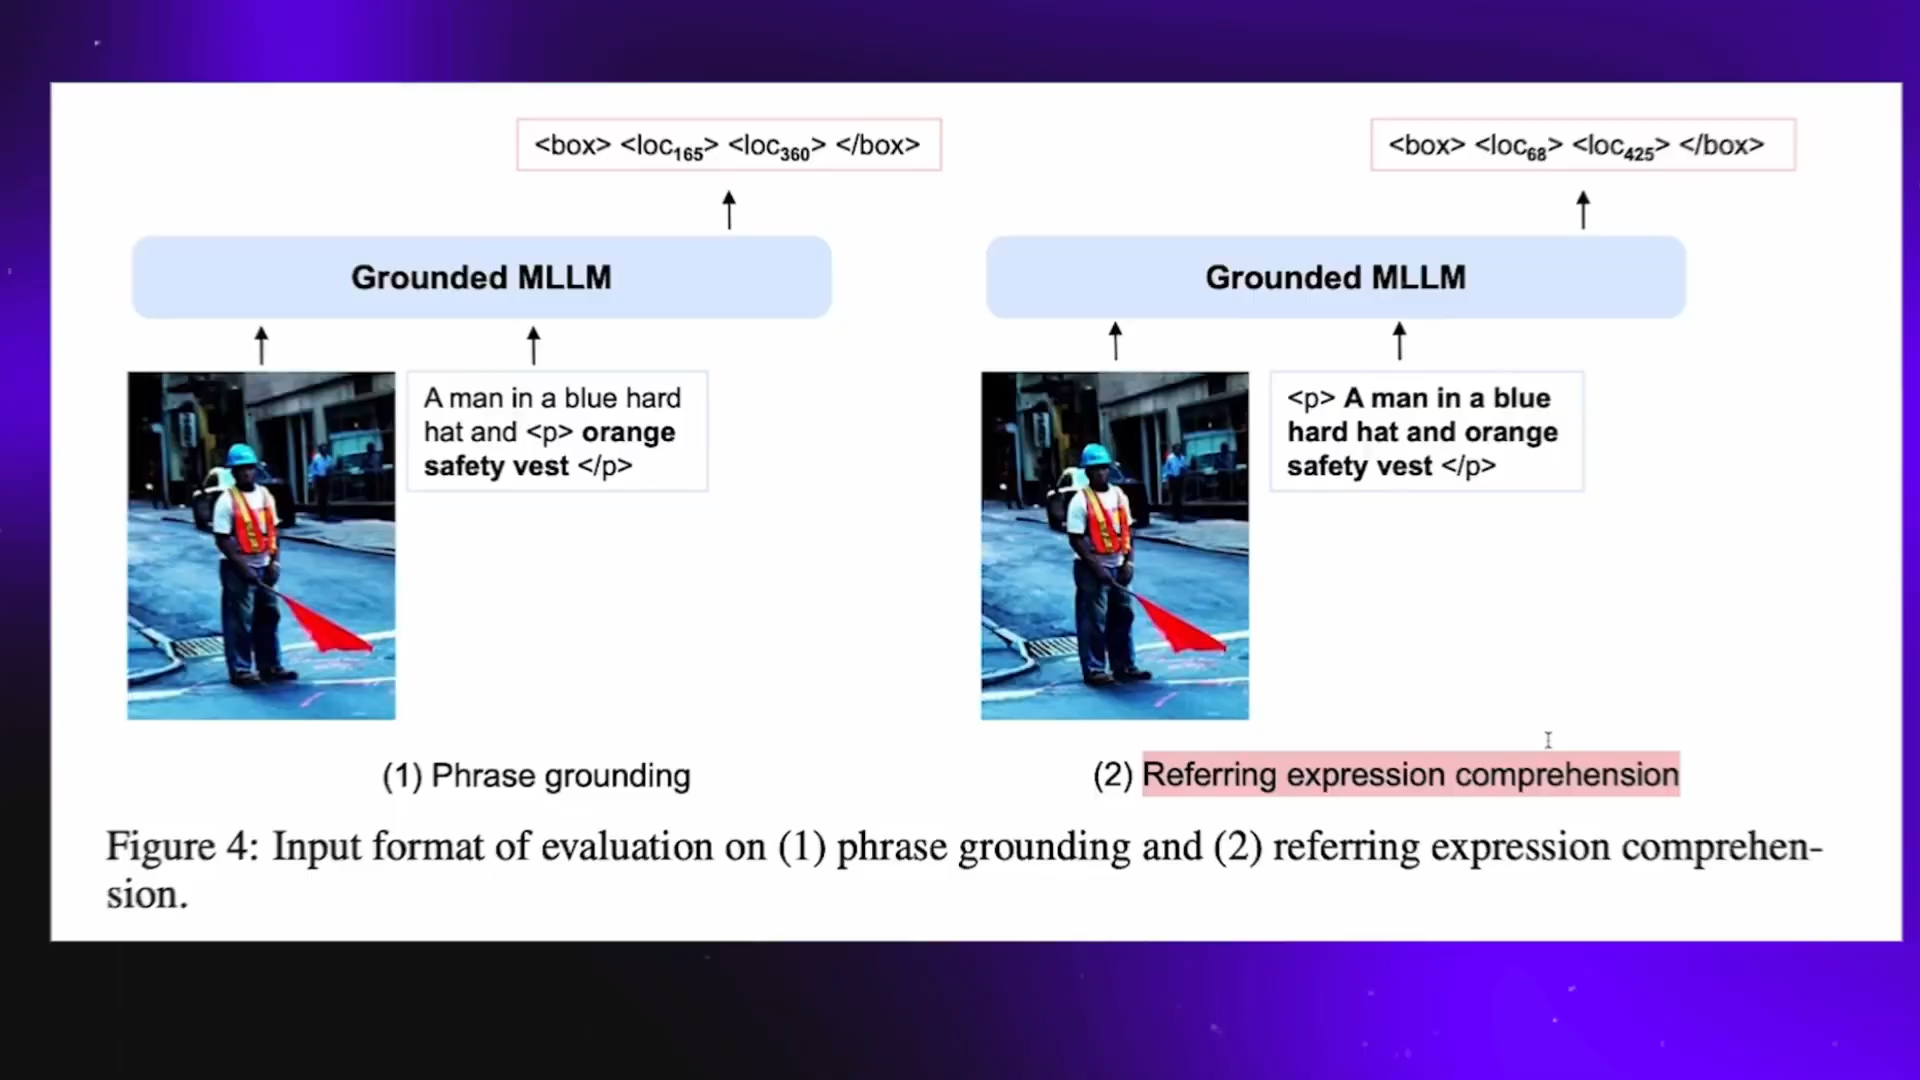 <box> <loc165> <loc360> </box>
Grounded MLLM
A man in a blue hard
hat and <p> orange
safety vest </p>
(1) Phrase grounding
<box> <loc68> <loc425> </box>
Grounded MLLM
<p> A man in a blue
hard hat and orange
safety vest </p>
(2) Referring expression comprehension
Figure 4: Input format of evaluation on (1) phrase grounding and (2) referring expression comprehen-
sion.